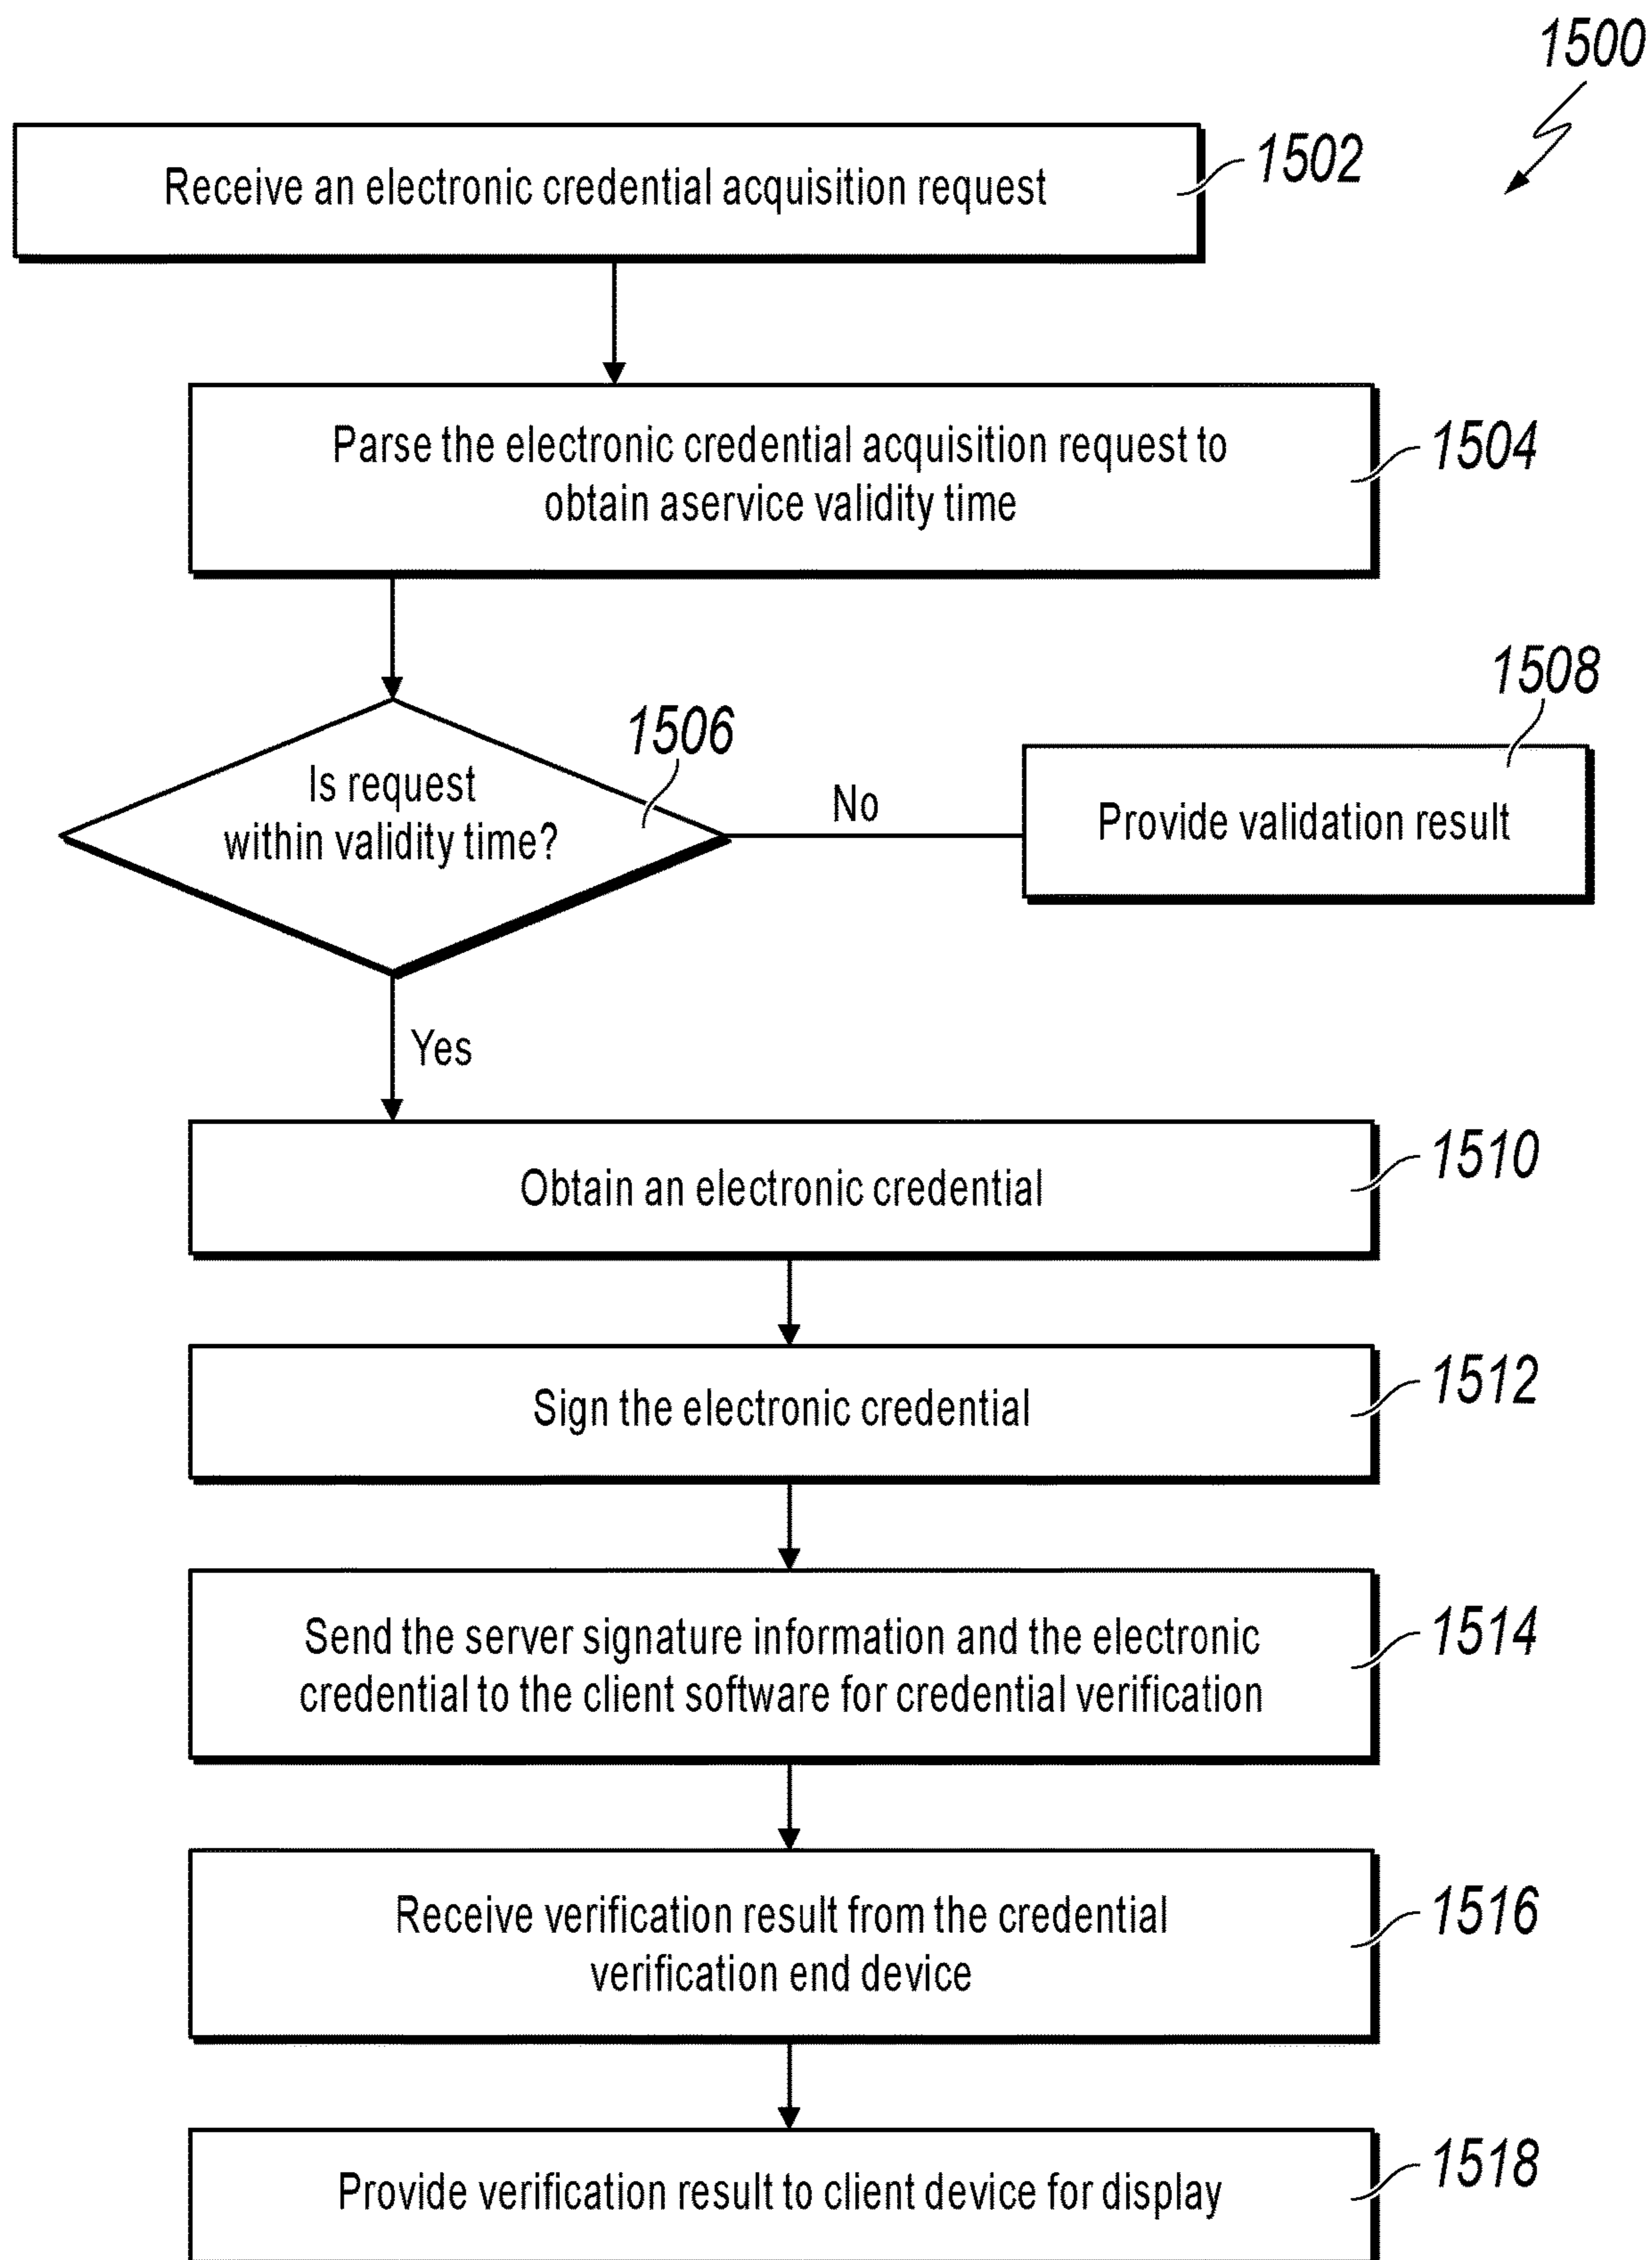 1500
Receive an electronic credential acquisition request
1502
Parse the electronic credential acquisition request to
obtain aservice validity time
1504
Is request
within validity time?
1506
No
Provide validation result
1508
Yes
Obtain an electronic credential
1510
Sign the electronic credential
1512
Send the server signature information and the electronic
credential to the client software for credential verification
1514
Receive verification result from the credential
verification end device
1516
Provide verification result to client device for display
1518